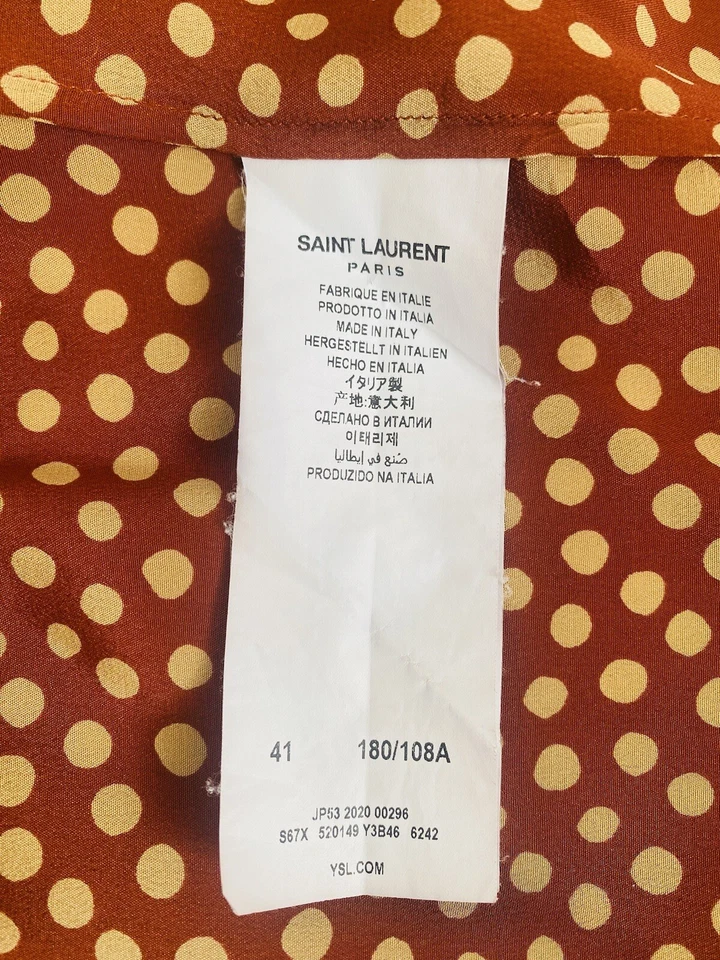 SAINT LAURENT
PARIS
FABRIQUE EN ITALIE
PRODOTTO IN ITALIA
MADE IN ITALY
HERGESTELLT IN ITALIEN
HECHO EN ITALIA
イタリア製
产地:意大利
СДЕЛАНО В ИТАЛИИ
이태리제
صُنع في إيطاليا
PRODUZIDO NA ITALIA
41 180/108A
JP53 2020 00296
S67X 520149 Y3B46 6242
YSL.COM